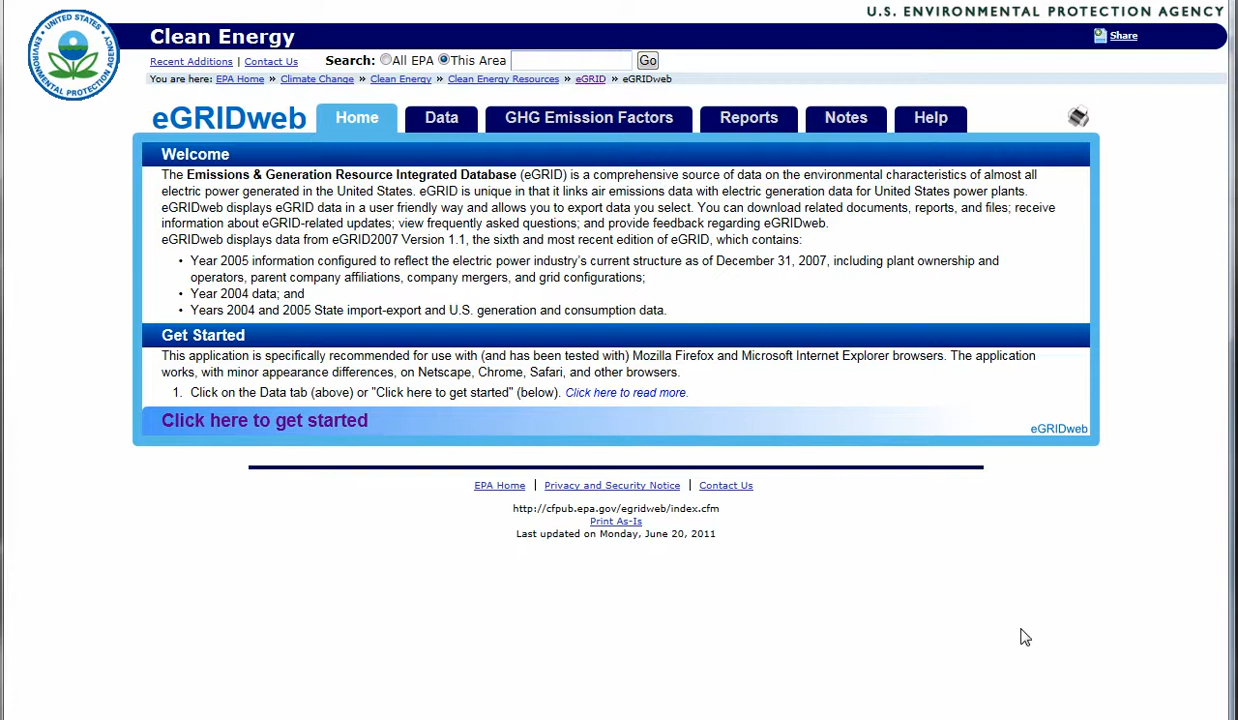 U.S. ENVIRONMENTAL PROTECTION AGENCY
Clean Energy
Share
Recent Additions | Contact Us Search: All EPA This Area Go
You are here: EPA Home » Climate Change » Clean Energy » Clean Energy Resources » eGRID » eGRIDweb
UNITED STATES
ENVIRONMENTAL PROTECTION AGENCY
eGRIDweb Home Data GHG Emission Factors Reports Notes Help
Welcome
The Emissions & Generation Resource Integrated Database (eGRID) is a comprehensive source of data on the environmental characteristics of almost all
electric power generated in the United States. eGRID is unique in that it links air emissions data with electric generation data for United States power plants.
eGRIDweb displays eGRID data in a user friendly way and allows you to export data you select. You can download related documents, reports, and files; receive
information about eGRID-related updates; view frequently asked questions; and provide feedback regarding eGRIDweb.
eGRIDweb displays data from eGRID2007 Version 1.1, the sixth and most recent edition of eGRID, which contains:
• Year 2005 information configured to reflect the electric power industry's current structure as of December 31, 2007, including plant ownership and
operators, parent company affiliations, company mergers, and grid configurations;
• Year 2004 data; and
• Years 2004 and 2005 State import-export and U.S. generation and consumption data.
Get Started
This application is specifically recommended for use with (and has been tested with) Mozilla Firefox and Microsoft Internet Explorer browsers. The application
works, with minor appearance differences, on Netscape, Chrome, Safari, and other browsers.
1. Click on the Data tab (above) or "Click here to get started" (below). Click here to read more.
Click here to get started
eGRIDweb
EPA Home | Privacy and Security Notice | Contact Us
http://cfpub.epa.gov/egridweb/index.cfm
Print As-Is
Last updated on Monday, June 20, 2011